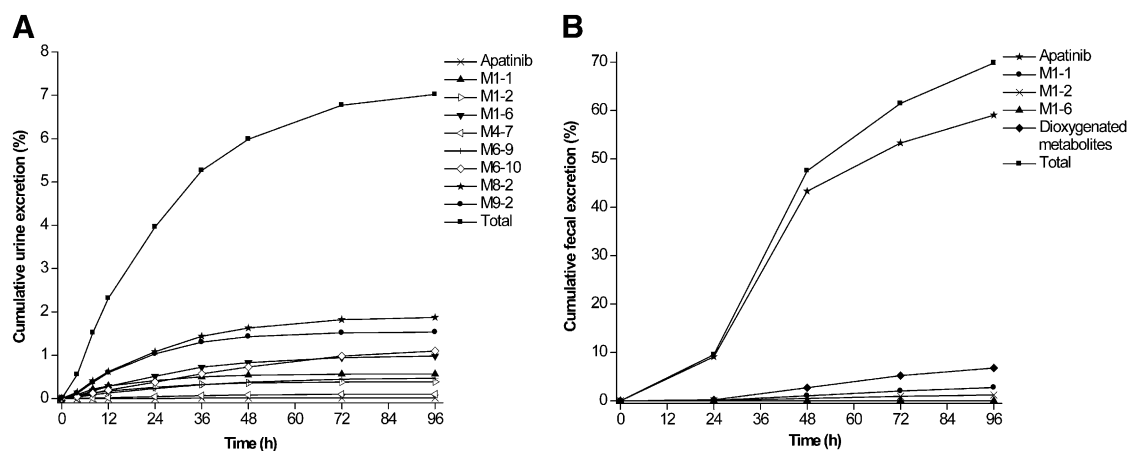 A
Cumulative urine excretion (%)
8
7
6
5
4
3
2
1
0
0 12 24 36 48 60 72 84 96
Time (h)
Apatinib
M1-1
M1-2
M1-6
M4-7
M6-9
M6-10
M8-2
M9-2
Total
B
Cumulative fecal excretion (%)
70
60
50
40
30
20
10
0
0 12 24 36 48 60 72 84 96
Time (h)
Apatinib
M1-1
M1-2
M1-6
Dioxygenated
metabolites
Total